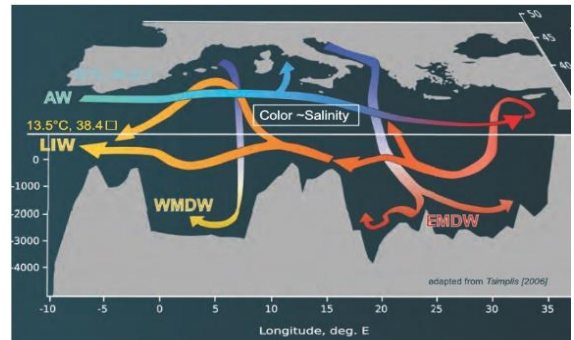 50
45
40
AW
Color ~Salinity
13.5°C, 38.4□
LIW
0
-1000
-2000
-3000
-4000
WMDW
EMDW
adapted from Tsimplis [2006]
-10 -5 0 5 10 15 20 25 30 35
Longitude, deg. E